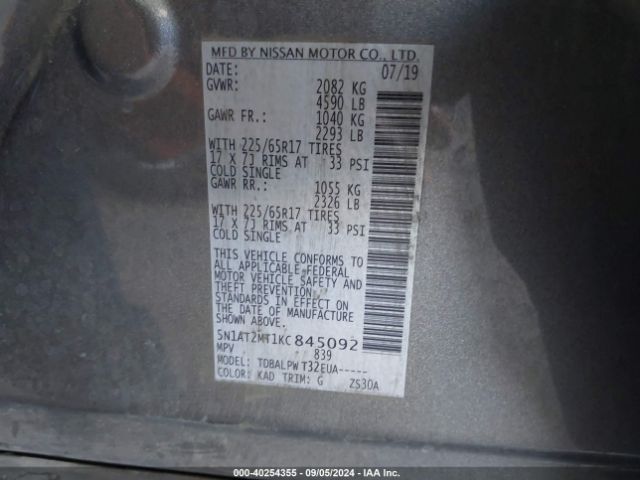 MFD BY NISSAN MOTOR CO., LTD.
DATE: 07/19
GVWR: 2082 KG
4590 LB
GAWR FR.: 1040 KG
2293 LB
WITH 225/65R17 TIRES
17 X 7J RIMS AT 33 PSI
COLD SINGLE
GAWR RR.: 1055 KG
2326 LB
WITH 225/65R17 TIRES
17 X 7J RIMS AT 33 PSI
COLD SINGLE
THIS VEHICLE CONFORMS TO
ALL APPLICABLE FEDERAL
MOTOR VEHICLE SAFETY AND
THEFT PREVENTION
STANDARDS IN EFFECT ON
THE DATE OF MANUFACTURE
SHOWN ABOVE.
5N1AT2MT1KC845092
MPV 839
MODEL: TDBALPW T32EUA-----
COLOR: KAD TRIM: G ZS30A
000-40254355 - 09/05/2024 - IAA Inc.